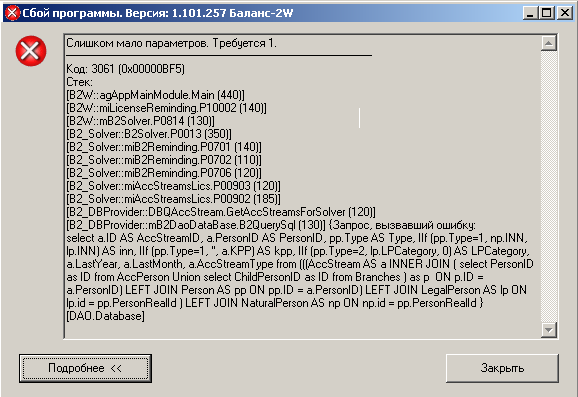 Сбой программы. Версия: 1.101.257 Баланс-2W
Слишком мало параметров. Требуется 1.
Код: 3061 (0x00000BF5)
Стек:
[B2W::agAppMainModule.Main (440)]
[B2W::miLicenseReminding.P10002 (140)]
[B2W::mB2Solver.P0814 (130)]
[B2_Solver::B2Solver.P0013 (350)]
[B2_Solver::miB2Reminding.P0701 (140)]
[B2_Solver::miB2Reminding.P0702 (110)]
[B2_Solver::miB2Reminding.P0706 (120)]
[B2_Solver::miAccStreamsLics.P00903 (120)]
[B2_Solver::miAccStreamsLics.P00902 (185)]
[B2_DBProvider::DBQAccStream.GetAccStreamsForSolver (120)]
[B2_DBProvider::mB2DaoDataBase.B2QuerySql (130)] {Запрос, вызвавший ошибку:
select a.ID AS AccStreamID, a.PersonID AS PersonID, pp.Type AS Type, IIf (pp.Type=1, np.INN,
lp.INN) AS inn, IIf (pp.Type=1, '', a.KPP) AS kpp, IIf (pp.Type=2, lp.LPCategory, 0) AS LPCategory,
a.LastYear, a.LastMonth, a.AccStreamType from (((AccStream AS a INNER JOIN ( select PersonID
as ID from AccPerson Union select ChildPersonID as ID from Branches ) as p  ON p.ID =
a.PersonID) LEFT JOIN Person AS pp ON pp.ID = a.PersonID) LEFT JOIN LegalPerson AS lp ON
lp.id = pp.PersonRealId ) LEFT JOIN NaturalPerson AS np ON np.id = pp.PersonRealId }
[DAO.Database]
Подробнее <<
Закрыть